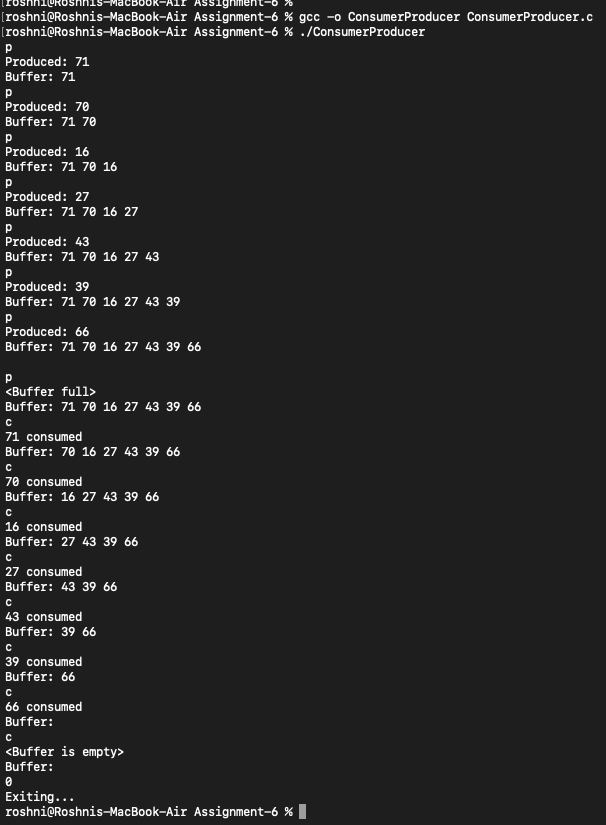 [roshni@Roshnis-MacBook-Air Assignment-6 %
[roshni@Roshnis-MacBook-Air Assignment-6 % gcc -o ConsumerProducer ConsumerProducer.c
[roshni@Roshnis-MacBook-Air Assignment-6 % ./ConsumerProducer
p
Produced: 71
Buffer: 71
p
Produced: 70
Buffer: 71 70
p
Produced: 16
Buffer: 71 70 16
p
Produced: 27
Buffer: 71 70 16 27
p
Produced: 43
Buffer: 71 70 16 27 43
p
Produced: 39
Buffer: 71 70 16 27 43 39
p
Produced: 66
Buffer: 71 70 16 27 43 39 66
p
<Buffer full>
Buffer: 71 70 16 27 43 39 66
c
71 consumed
Buffer: 70 16 27 43 39 66
c
70 consumed
Buffer: 16 27 43 39 66
c
16 consumed
Buffer: 27 43 39 66
c
27 consumed
Buffer: 43 39 66
c
43 consumed
Buffer: 39 66
c
39 consumed
Buffer: 66
c
66 consumed
Buffer:
c
<Buffer is empty>
Buffer:
0
Exiting...
roshni@Roshnis-MacBook-Air Assignment-6 %